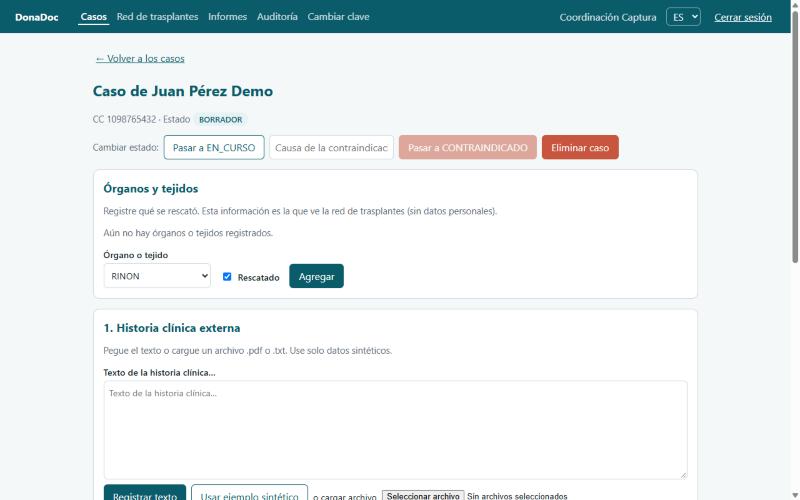 DonaDoc Casos Red de trasplantes Informes Auditoría Cambiar clave Coordinación Captura ES Cerrar sesión
← Volver a los casos
Caso de Juan Pérez Demo
CC 1098765432 · Estado BORRADOR
Cambiar estado: Pasar a EN_CURSO Causa de la contraindicac Pasar a CONTRAINDICADO Eliminar caso
Órganos y tejidos
Registre qué se rescató. Esta información es la que ve la red de trasplantes (sin datos personales).
Aún no hay órganos o tejidos registrados.
Órgano o tejido
RINON Rescatado Agregar
1. Historia clínica externa
Pegue el texto o cargue un archivo .pdf o .txt. Use solo datos sintéticos.
Texto de la historia clínica...
Texto de la historia clínica...
Registrar texto Usar ejemplo sintético o cargar archivo Seleccionar archivo Sin archivos seleccionados